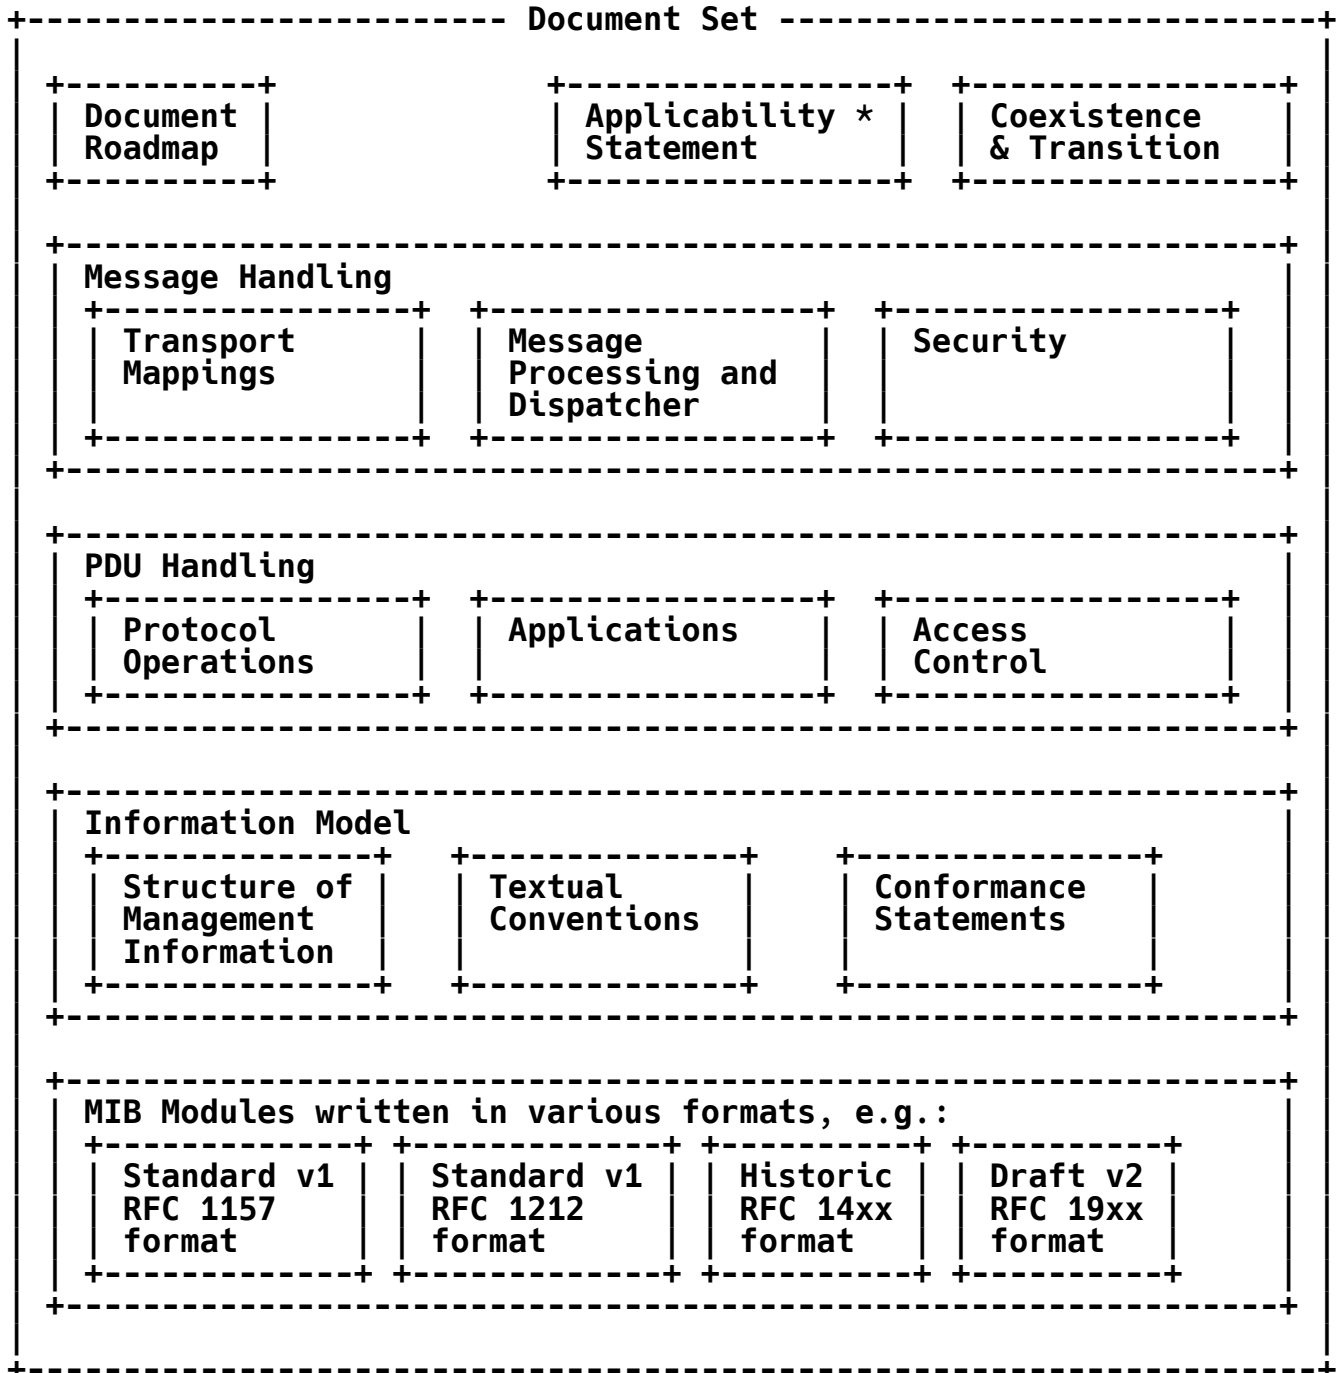 Document Set
Document Applicability * Coexistence
Roadmap Statement & Transition
Message Handling
Transport Message Security
Mappings Processing and
Dispatcher
PDU Handling
Protocol Applications Access
Operations Control
Information Model
Structure of Textual Conformance
Management Conventions Statements
Information
MIB Modules written in various formats, e.g.:
Standard v1 Standard v1 Historic Draft v2
RFC 1157 RFC 1212 RFC 14xx RFC 19xx
format format format format